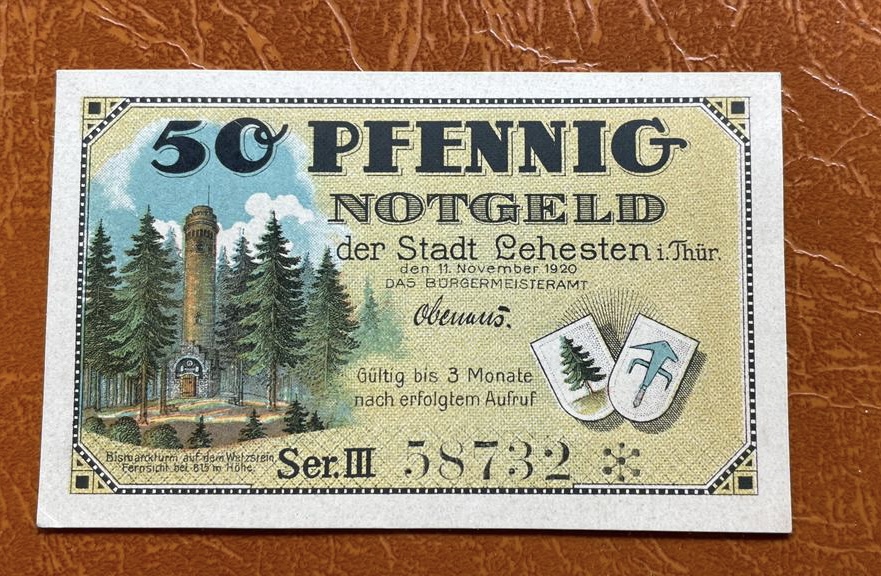 50 PFENNIG
NOTGELD
der Stadt Lehesten i. Thür.
den 11. November 1920
DAS BÜRGERMEISTERAMT
Obenaus.
Gültig bis 3 Monate
nach erfolgtem Aufruf
Bismarckturm auf dem Wetzstein,
Fernsicht bei 815 m Höhe.
Ser. III 58732 *